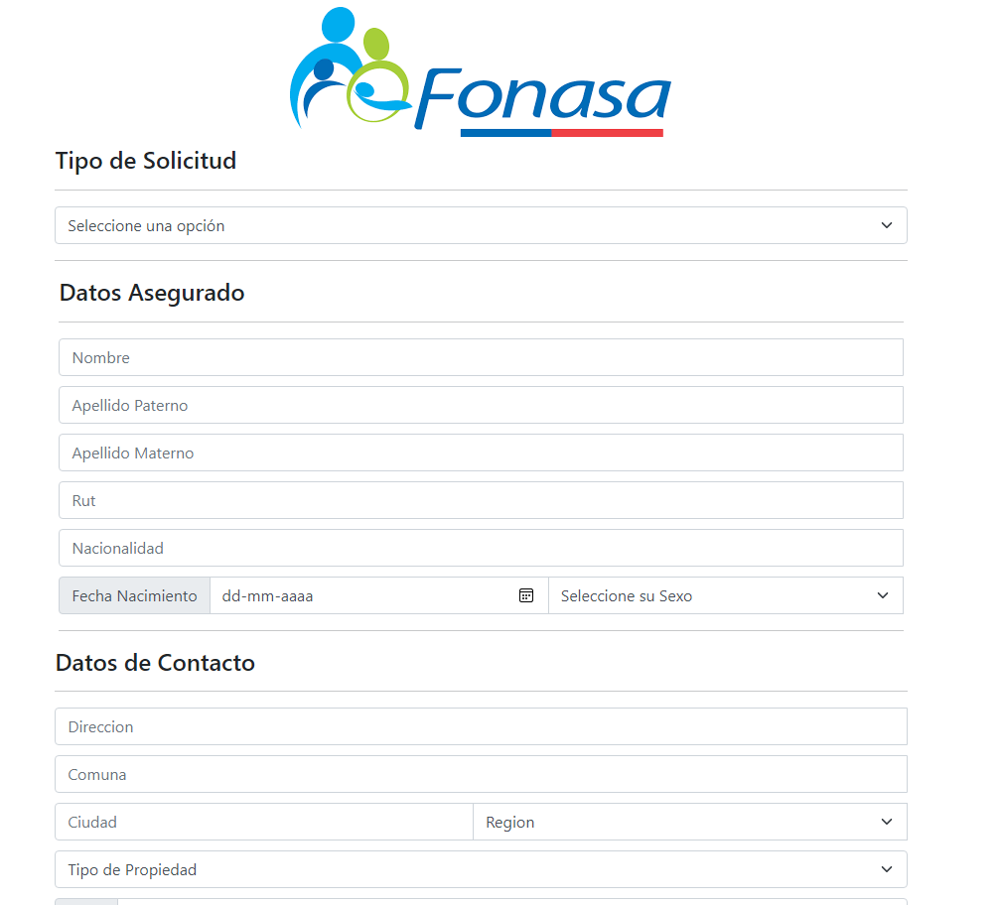 Fonasa
Tipo de Solicitud
Seleccione una opción
Datos Asegurado
Nombre
Apellido Paterno
Apellido Materno
Rut
Nacionalidad
Fecha Nacimiento dd-mm-aaaa Seleccione su Sexo
Datos de Contacto
Direccion
Comuna
Ciudad Region
Tipo de Propiedad